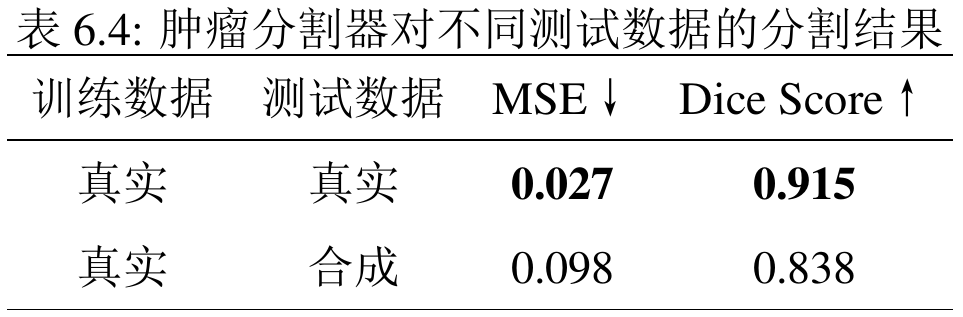 表 6.4: 肿瘤分割器对不同测试数据的分割结果
训练数据 测试数据 MSE↓ Dice Score↑
真实 真实 0.027 0.915
真实 合成 0.098 0.838